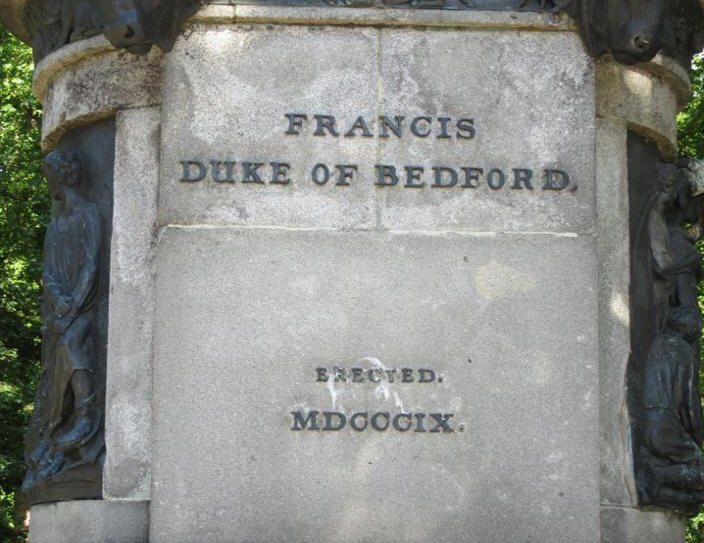 FRANCIS
DUKE OF BEDFORD.
ERECTED.
MDCCCIX.